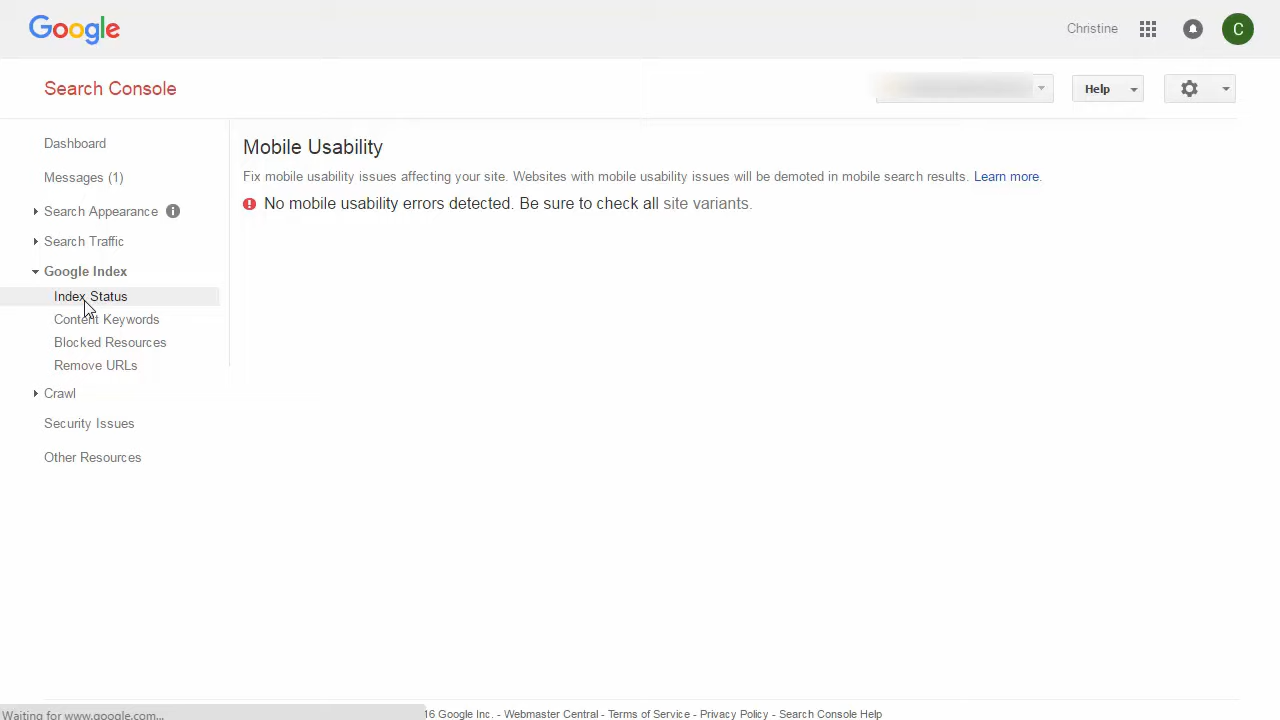 Google
Christine
C
Search Console
Help
Dashboard
Messages (1)
Search Appearance i
Search Traffic
Google Index
Index Status
Content Keywords
Blocked Resources
Remove URLs
Crawl
Security Issues
Other Resources
Mobile Usability
Fix mobile usability issues affecting your site. Websites with mobile usability issues will be demoted in mobile search results. Learn more.
! No mobile usability errors detected. Be sure to check all site variants.
Waiting for www.google.com...
16 Google Inc. - Webmaster Central - Terms of Service - Privacy Policy - Search Console Help